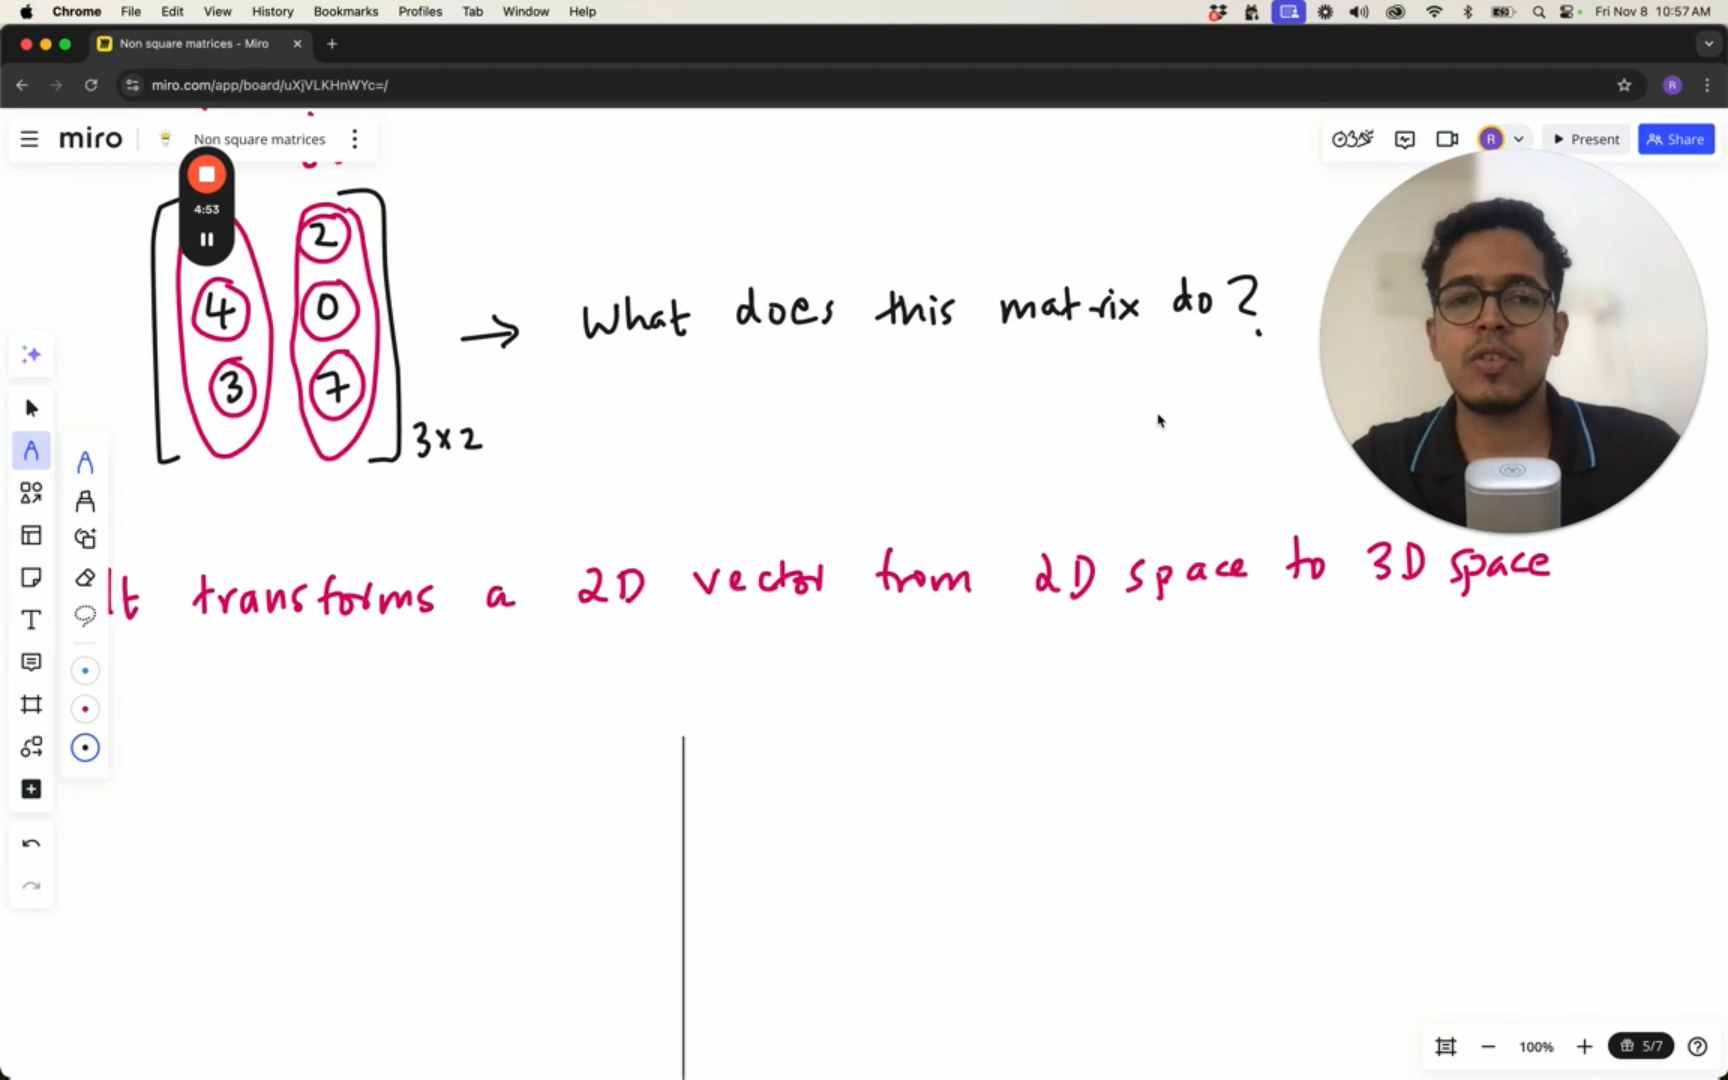 Chrome File Edit View History Bookmarks Profiles Tab Window Help Fri Nov 8 10:57 AM
Non square matrices - Miro
miro.com/app/board/uXjVLKHnWYc=/ R
miro Non square matrices R Present Share
4:53
2
4 0
3 7
3×2
→ What does this matrix do?
It transforms a 2D vector from 2D space to 3D space
100% 5/7